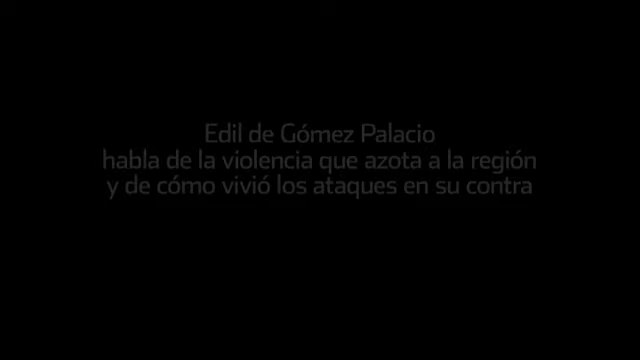 Edil de Gómez Palacio
habla de la violencia que azota a la región
y de cómo vivió los ataques en su contra